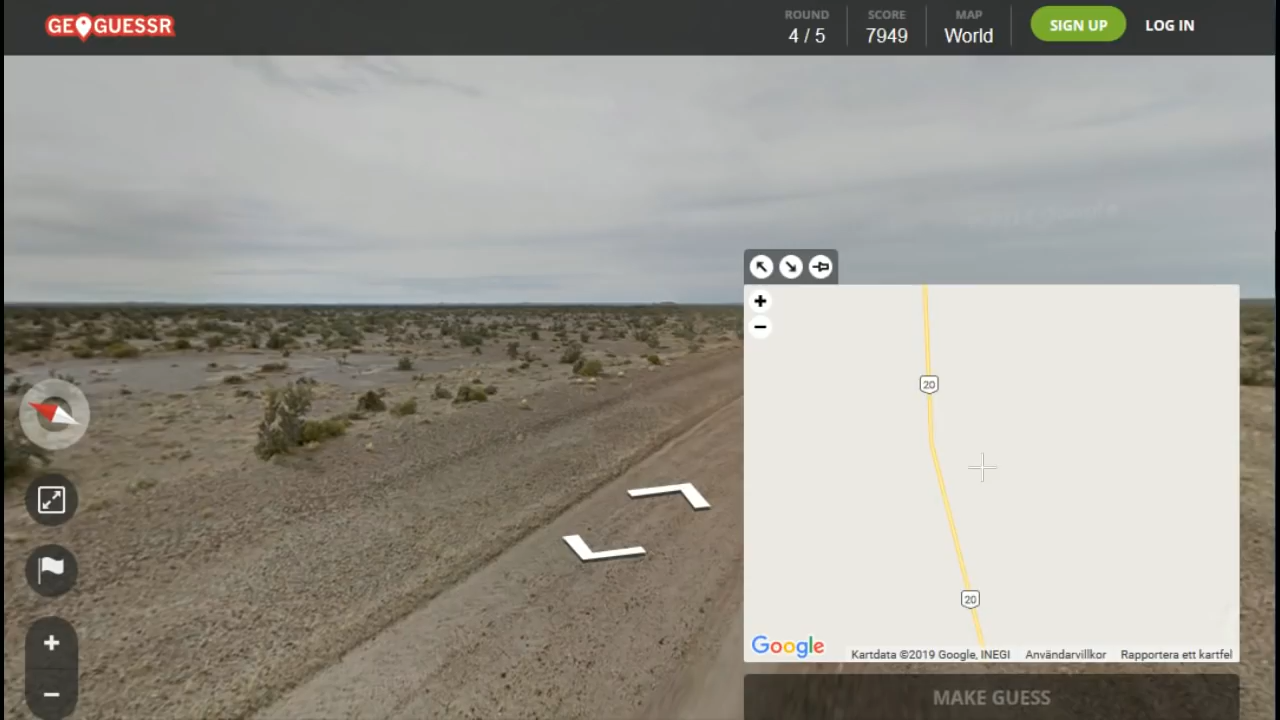 GEOGUESSR
ROUND
4 / 5
SCORE
7949
MAP
World
SIGN UP
LOG IN
20
20
Google
Kartdata ©2019 Google, INEGI
Användarvillkor
Rapportera ett kartfel
MAKE GUESS